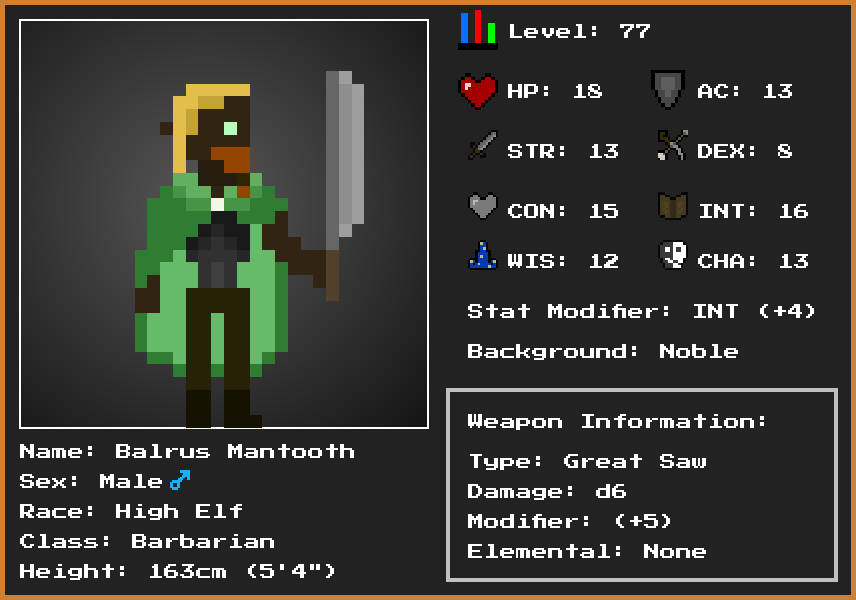 Level: 77
HP: 18
AC: 13
STR: 13
DEX: 8
CON: 15
INT: 16
WIS: 12
CHA: 13
Stat Modifier: INT (+4)
Background: Noble
Weapon Information:
Type: Great Saw
Damage: d6
Modifier: (+5)
Elemental: None
Name: Balrus Mantooth
Sex: Male♂
Race: High Elf
Class: Barbarian
Height: 163cm (5'4")